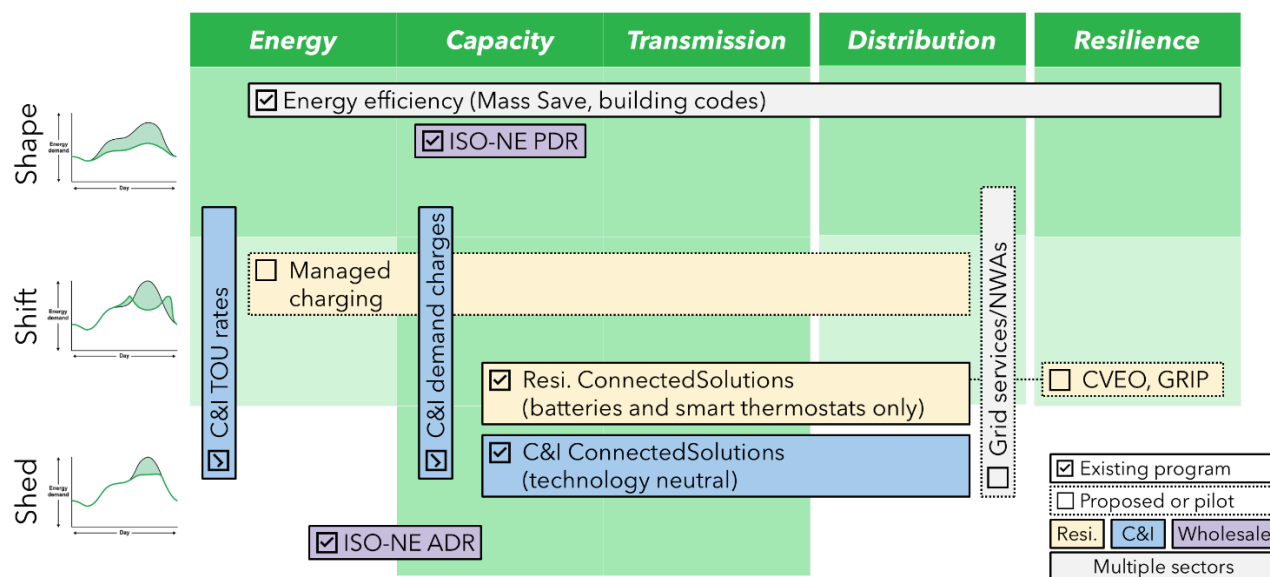 Energy
Capacity
Transmission
Distribution
Resilience
Shape
Energy
demand
Day
Energy efficiency (Mass Save, building codes)
ISO-NE PDR
Shift
Energy
demand
Day
C&I TOU rates
Managed
charging
C&I demand charges
Grid services/NWAs
Resi. ConnectedSolutions
(batteries and smart thermostats only)
CVEO, GRIP
Shed
Energy
demand
Day
C&I ConnectedSolutions
(technology neutral)
ISO-NE ADR
Existing program
Proposed or pilot
Resi.
C&I
Wholesale
Multiple sectors